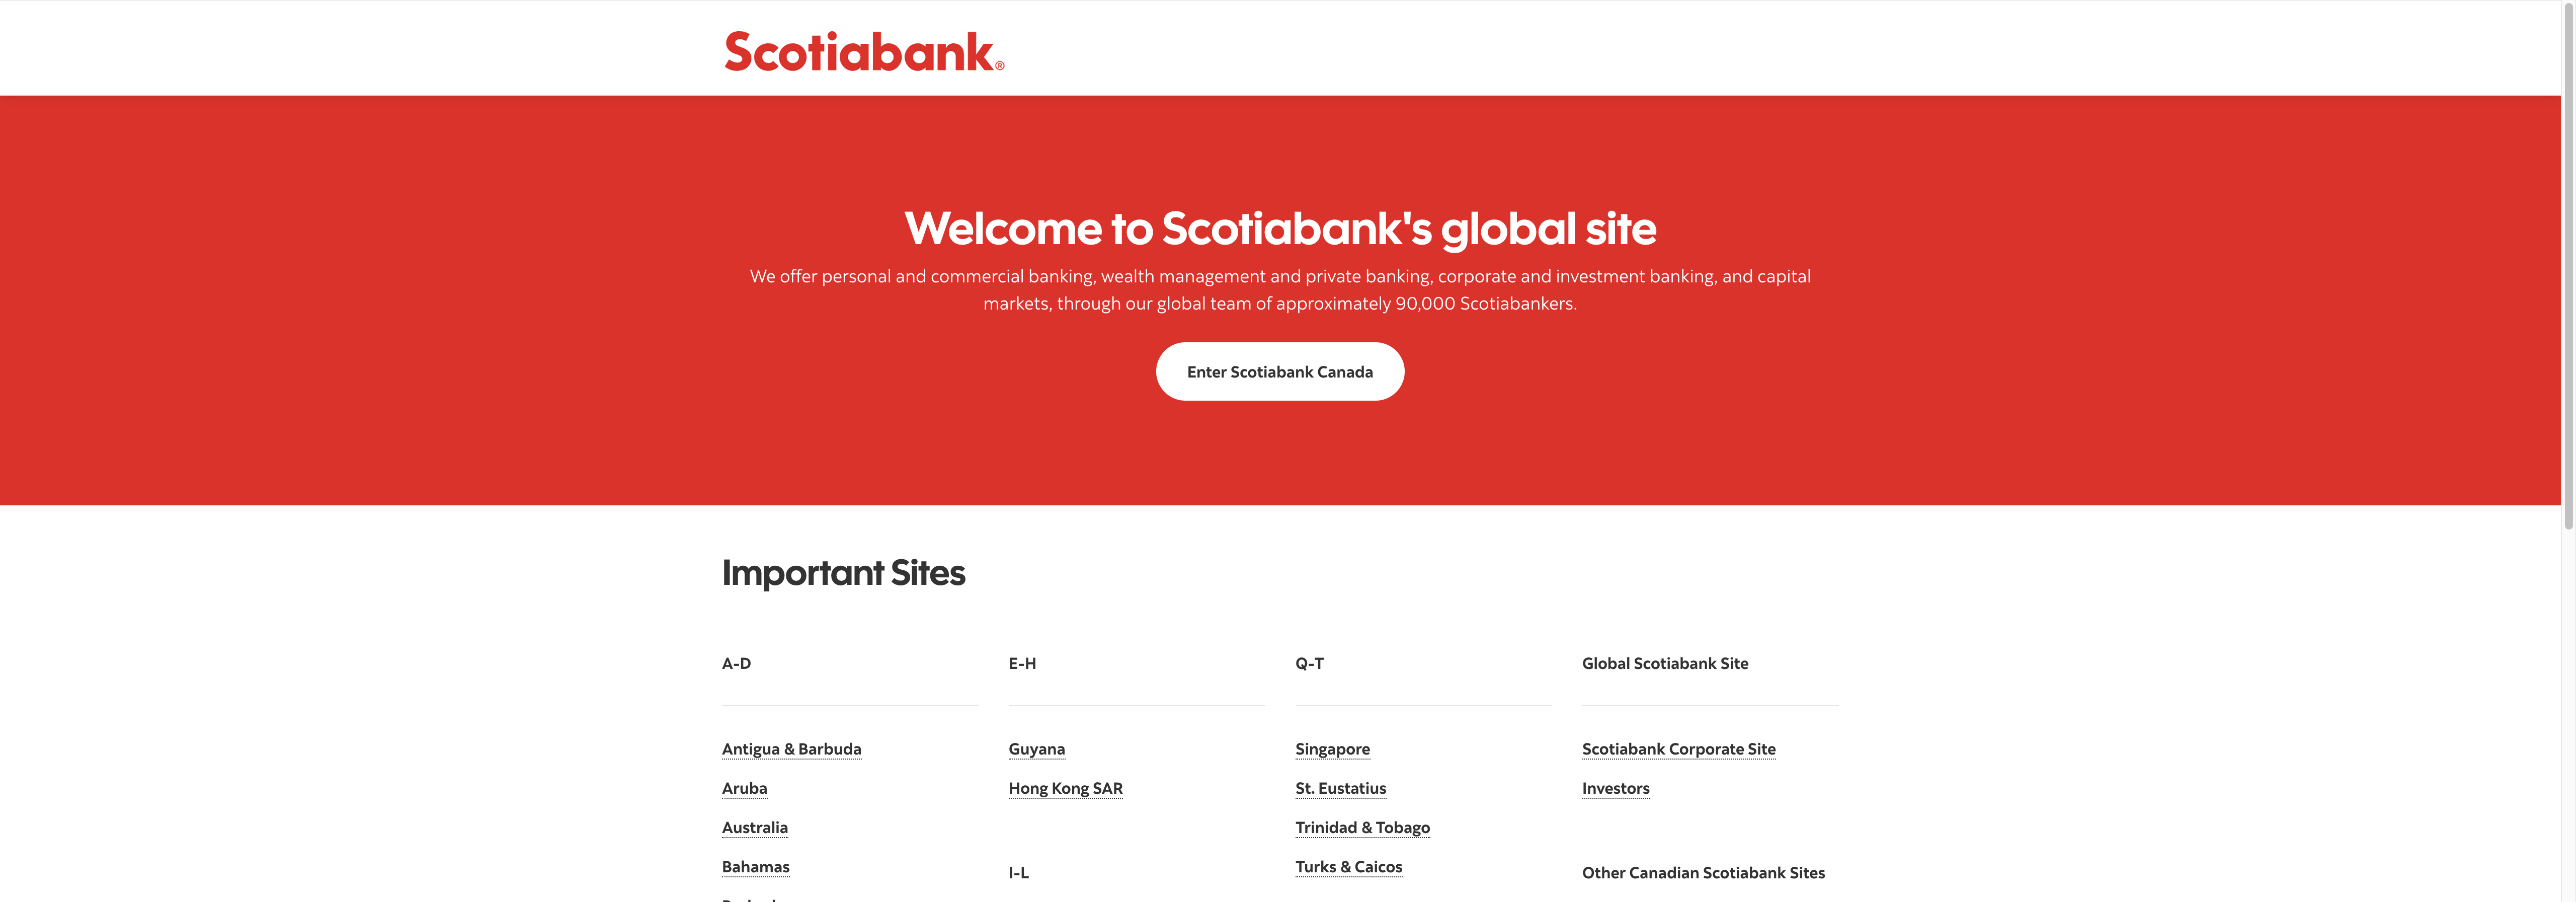 Scotiabank®
Welcome to Scotiabank's global site
We offer personal and commercial banking, wealth management and private banking, corporate and investment banking, and capital
markets, through our global team of approximately 90,000 Scotiabankers.
Enter Scotiabank Canada
Important Sites
A-D
Antigua & Barbuda
Aruba
Australia
Bahamas
E-H
Guyana
Hong Kong SAR
I-L
Q-T
Singapore
St. Eustatius
Trinidad & Tobago
Turks & Caicos
Global Scotiabank Site
Scotiabank Corporate Site
Investors
Other Canadian Scotiabank Sites